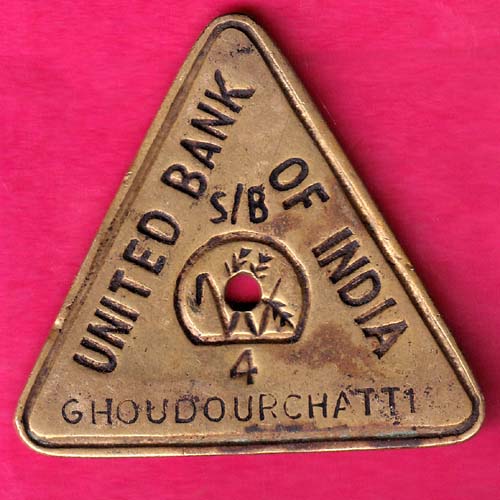 UNITED BANK
OF INDIA
S/B
4
GHOUDOURCHATTI